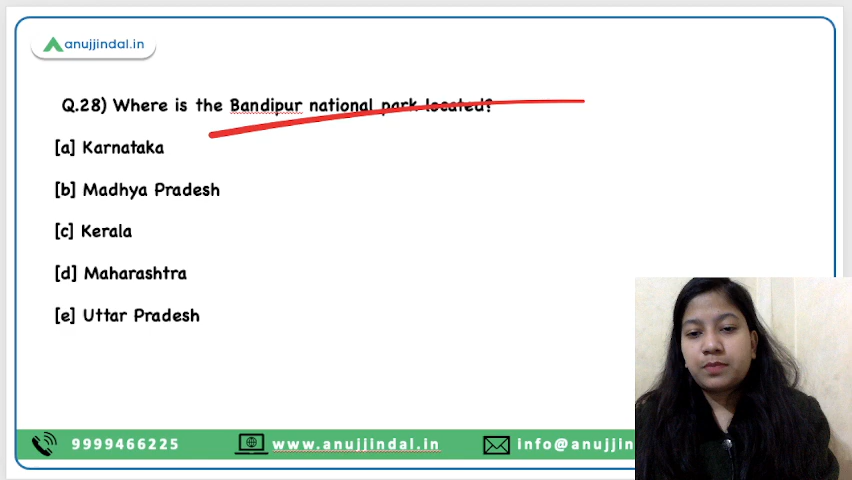 anujjindal.in
Q.28) Where is the Bandipur national park located?
[a] Karnataka
[b] Madhya Pradesh
[c] Kerala
[d] Maharashtra
[e] Uttar Pradesh
9999466225 www.anujjindal.in info@anujjin